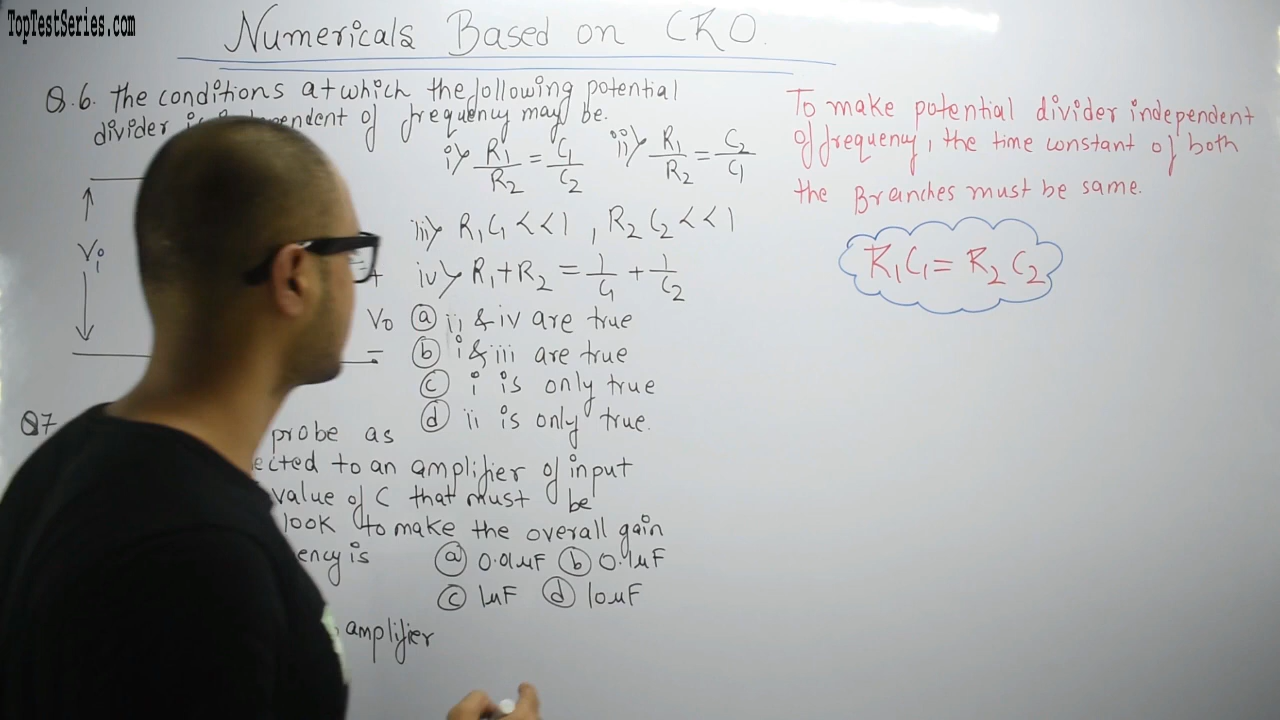 TopTestSeries.com
Numericals Based on CRO.
Q.6. The conditions at which the following potential
divider is independent of frequency may be.
i) R1/R2 = C1/C2 ii) R1/R2 = C2/C1
iii) R1C1 << 1, R2C2 << 1
iv) R1+R2 = 1/C1 + 1/C2
Vi
+
Vo
-
(a) ii & iv are true
(b) i & iii are true
(c) i is only true
(d) ii is only true.
Q7
probe as
ected to an amplifier of input
value of C that must be
look to make the overall gain
ency is (a) 0.01μF (b) 0.1μF
(c) 1μF (d) 10μF
amplifier
To make potential divider independent
of frequency, the time constant of both
the Branches must be same.
R1C1 = R2C2